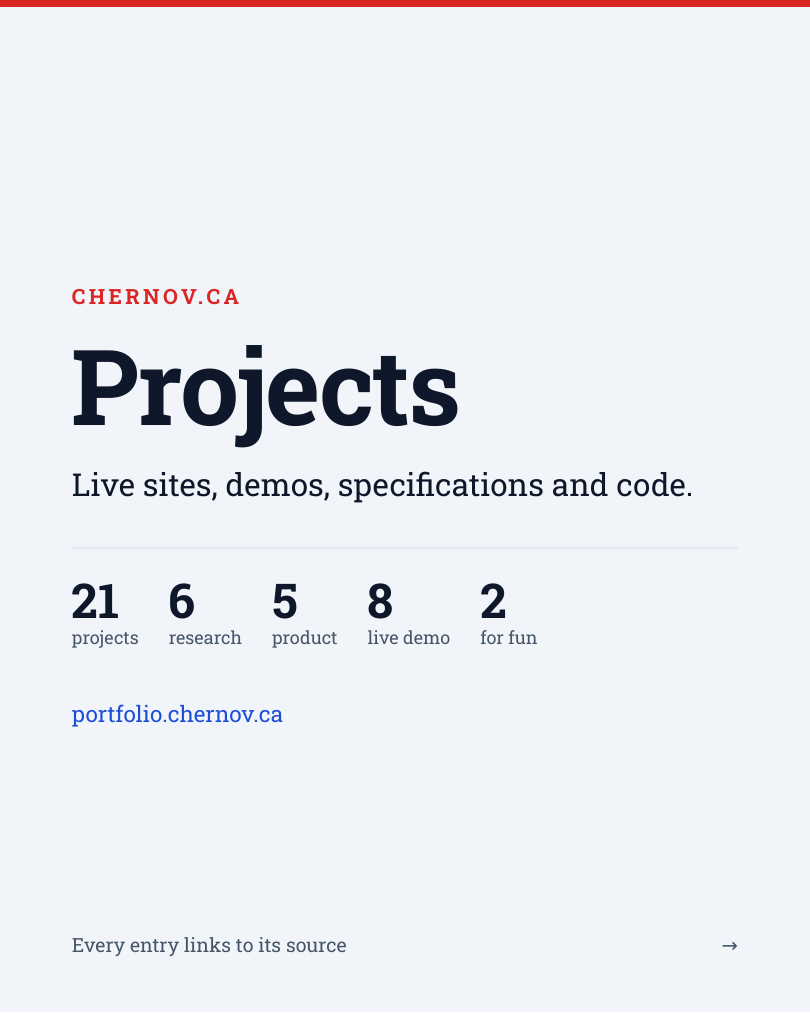 CHERNOV.CA
Projects
Live sites, demos, specifications and code.
21 6 5 8 2
projects research product live demo for fun
portfolio.chernov.ca
Every entry links to its source →